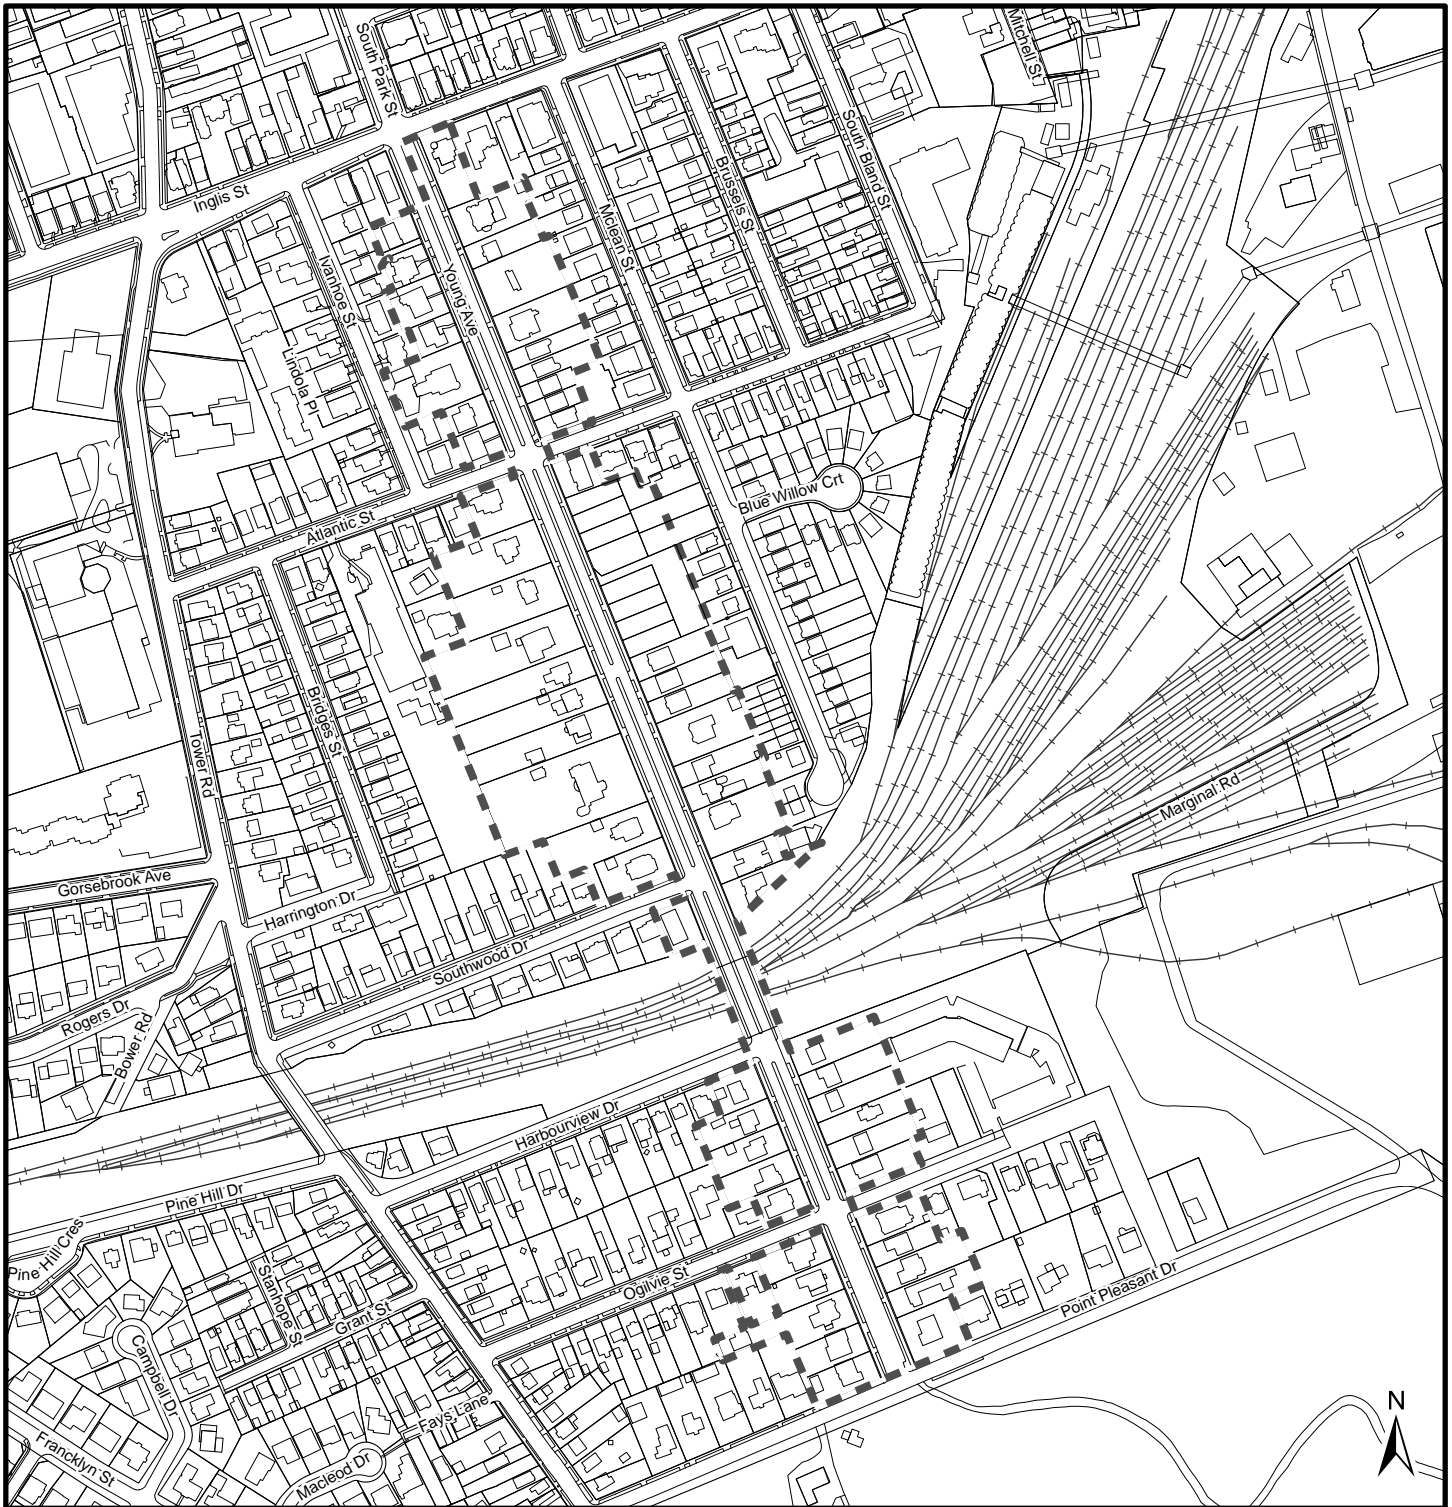 South Park St
Mitchell St
South Bland St
Brussels St
Inglis St
Mclean St
Ivanhoe St
Young Ave
Lindola Pl
Blue Willow Crt
Atlantic St
Bridges St
Tower Rd
Marginal Rd
Gorsebrook Ave
Harrington Dr
Southwood Dr
Rogers Dr
Bower Rd
Harbourview Dr
Pine Hill Dr
Pine Hill Cres
Stanhope St
Ogilvie St
Point Pleasant Dr
Grant St
Campbell Dr
Fays Lane
Francklyn St
Macleod Dr
N